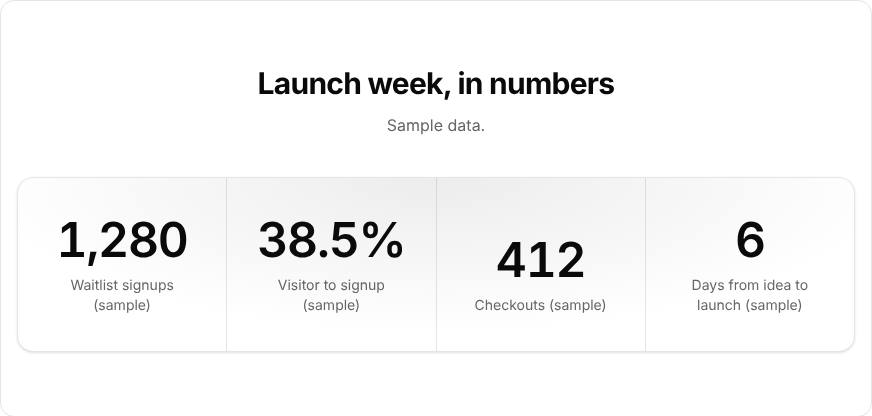 Launch week, in numbers
Sample data.
1,280
Waitlist signups
(sample)
38.5%
Visitor to signup
(sample)
412
Checkouts (sample)
6
Days from idea to
launch (sample)